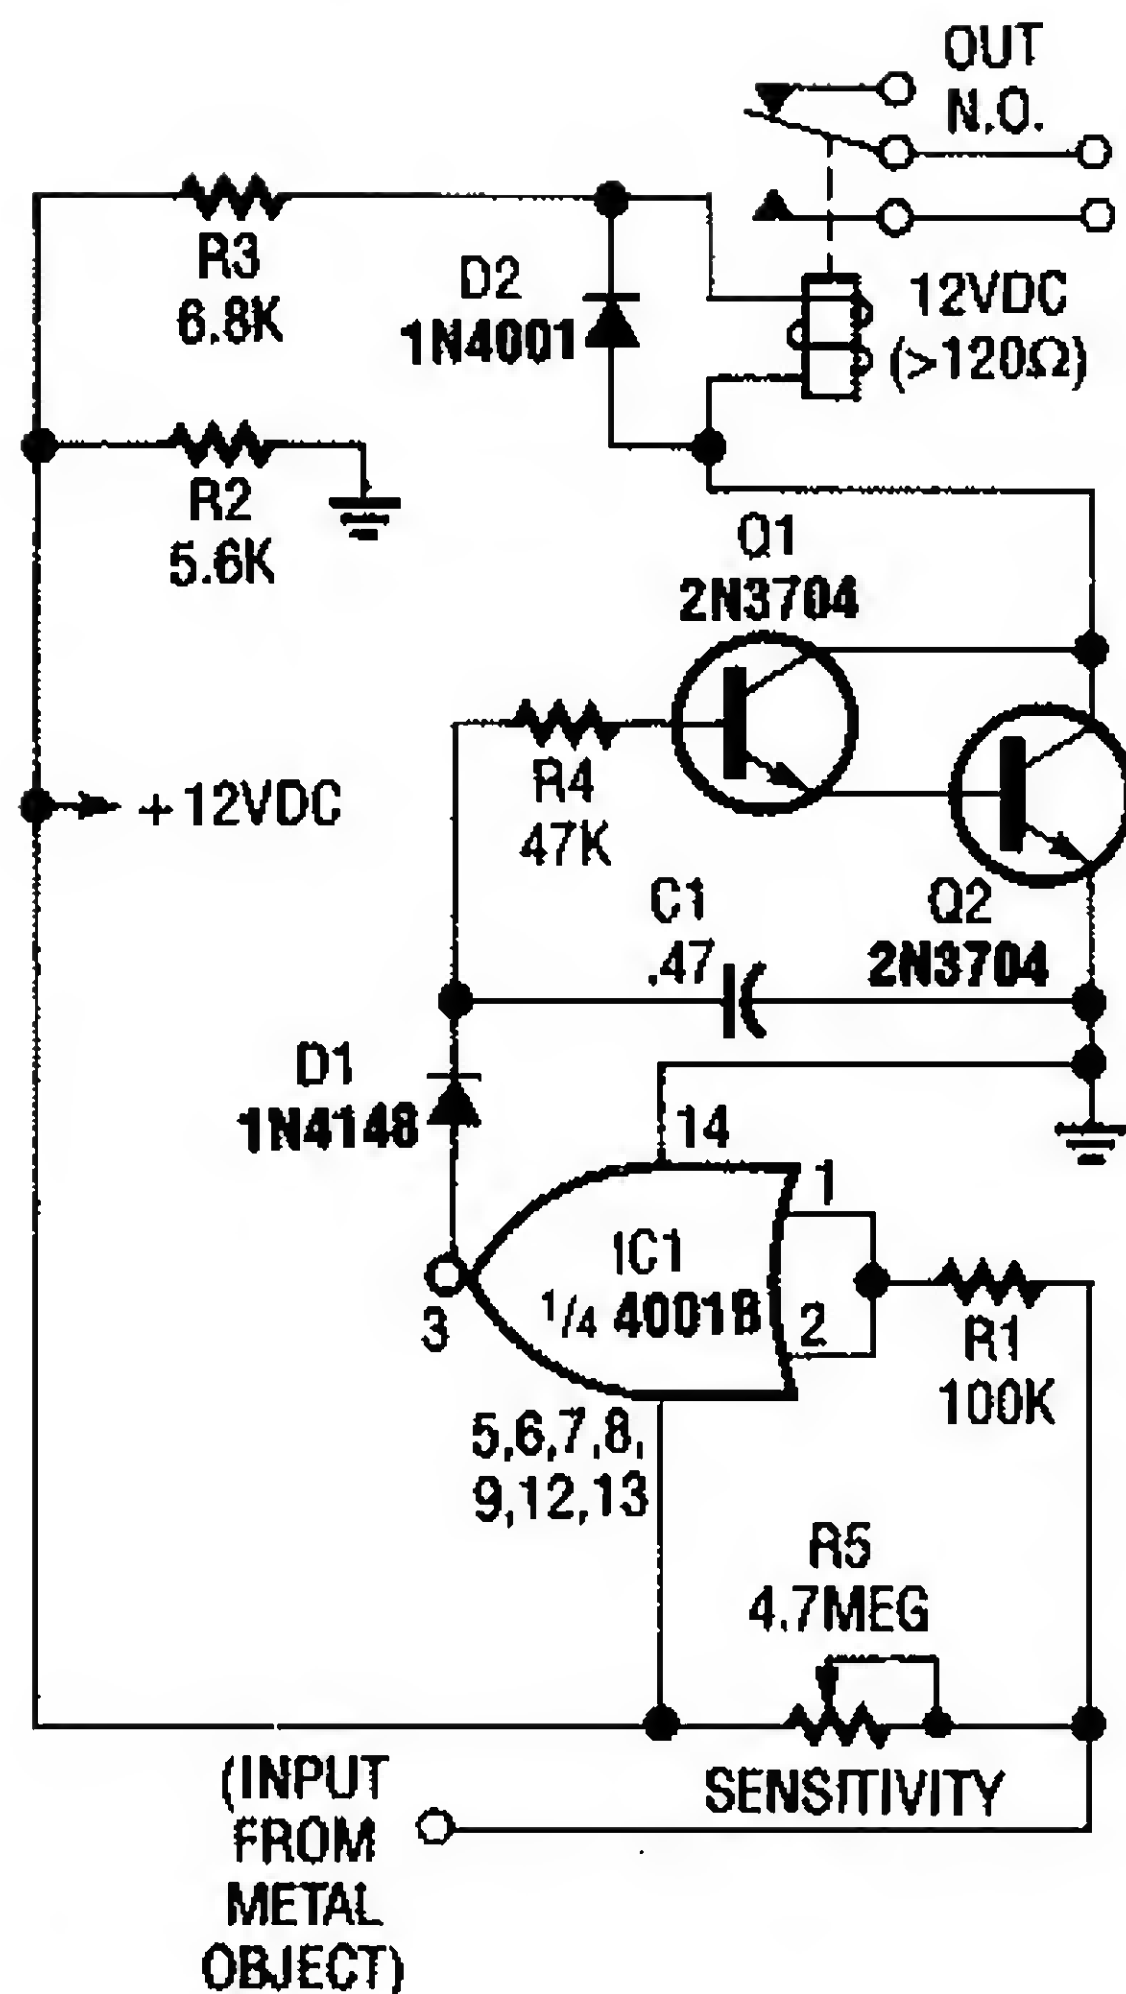 OUT
N.O.
R3
6.8K
D2
1N4001
12VDC
(>120Ω)
R2
5.6K
Q1
2N3704
+12VDC
R4
47K
C1
.47
Q2
2N3704
D1
1N4148
14
1
IC1
1/4 4001B
2
3
R1
100K
5,6,7,8,
9,12,13
R5
4.7MEG
SENSITIVITY
(INPUT
FROM
METAL
OBJECT)